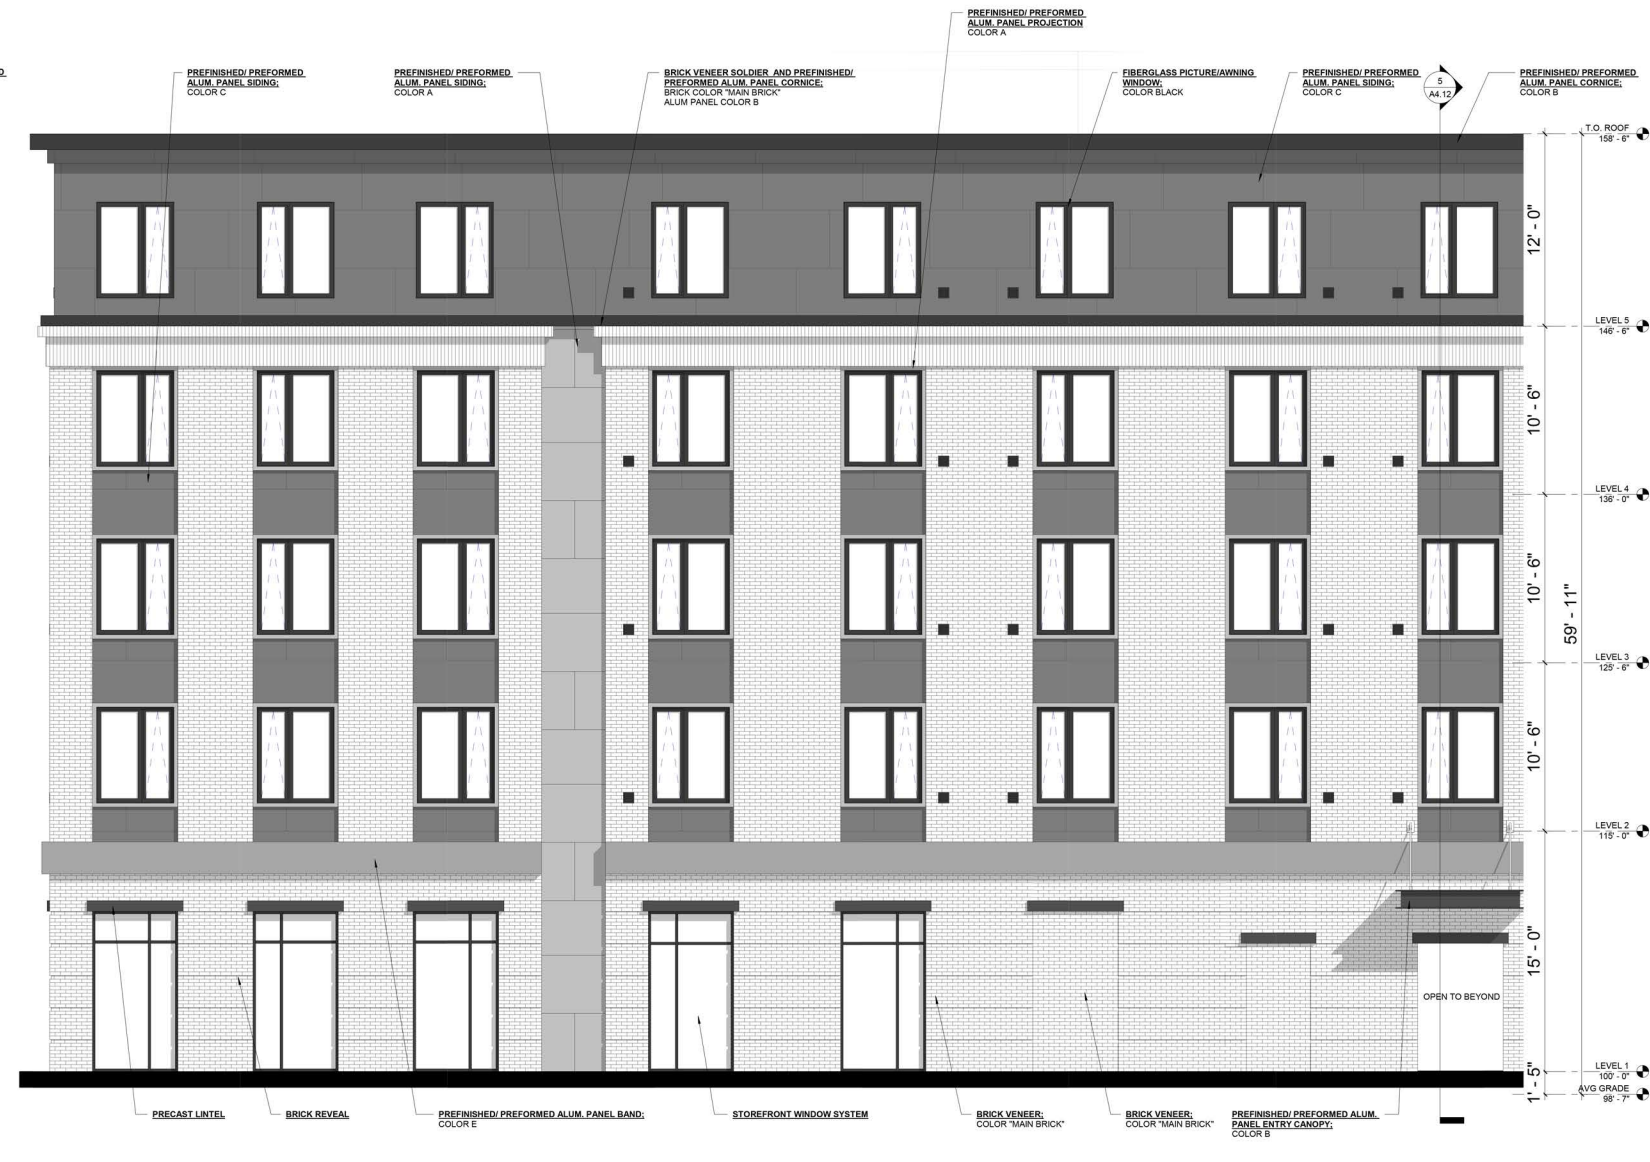 PREFINISHED/ PREFORMED
ALUM. PANEL PROJECTION
COLOR A
D
PREFINISHED/ PREFORMED
ALUM. PANEL SIDING;
COLOR C
PREFINISHED/ PREFORMED
ALUM. PANEL SIDING;
COLOR A
BRICK VENEER SOLDIER AND PREFINISHED/
PREFORMED ALUM. PANEL CORNICE;
BRICK COLOR "MAIN BRICK"
ALUM PANEL COLOR B
FIBERGLASS PICTURE/AWNING
WINDOW;
COLOR BLACK
PREFINISHED/ PREFORMED
ALUM. PANEL SIDING;
COLOR C
5
A4.12
PREFINISHED/ PREFORMED
ALUM. PANEL CORNICE;
COLOR B
T.O. ROOF
158' - 6"
12' - 0"
LEVEL 5
146' - 6"
10' - 6"
LEVEL 4
136' - 0"
10' - 6"
59' - 11"
LEVEL 3
125' - 6"
10' - 6"
LEVEL 2
115' - 0"
15' - 0"
OPEN TO BEYOND
LEVEL 1
100' - 0"
1' - 5"
AVG GRADE
98' - 7"
PRECAST LINTEL
BRICK REVEAL
PREFINISHED/ PREFORMED ALUM. PANEL BAND;
COLOR E
STOREFRONT WINDOW SYSTEM
BRICK VENEER;
COLOR "MAIN BRICK"
BRICK VENEER;
COLOR "MAIN BRICK"
PREFINISHED/ PREFORMED ALUM.
PANEL ENTRY CANOPY;
COLOR B